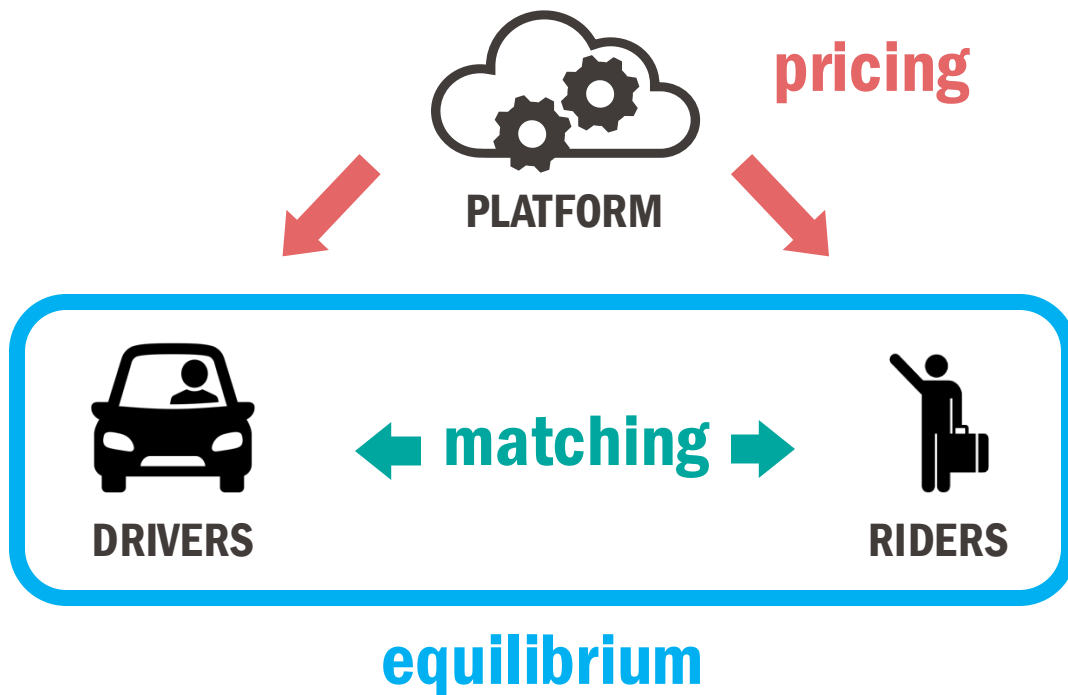 pricing
PLATFORM
matching
DRIVERS
RIDERS
equilibrium